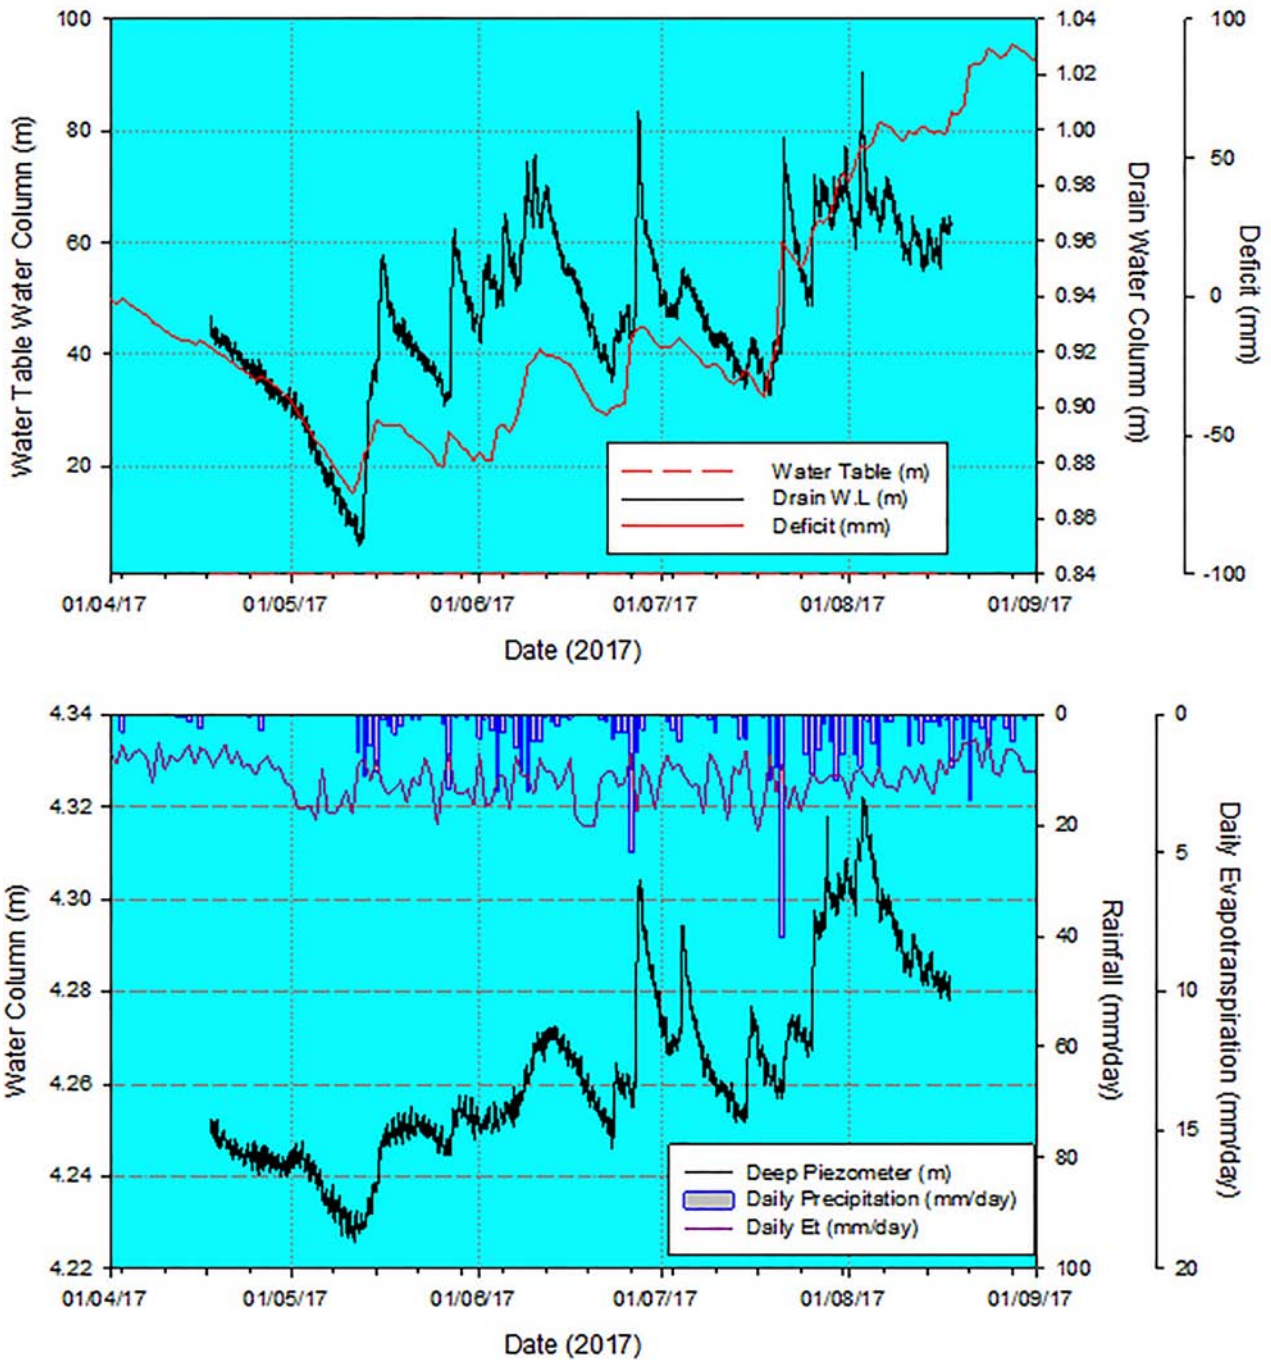 Water Table Water Column (m)
100
80
60
40
20
1.04
1.02
1.00
0.98
0.96
0.94
0.92
0.90
0.88
0.86
0.84
Drain Water Column (m)
100
50
0
-50
-100
Deficit (mm)
Water Table (m)
Drain W.L (m)
Deficit (mm)
01/04/17 01/05/17 01/06/17 01/07/17 01/08/17 01/09/17
Date (2017)
Water Column (m)
4.34
4.32
4.30
4.28
4.26
4.24
4.22
0
20
40
60
80
100
Rainfall (mm/day)
0
5
10
15
20
Daily Evapotranspiration (mm/day)
Deep Piezometer (m)
Daily Precipitation (mm/day)
Daily Et (mm/day)
01/04/17 01/05/17 01/06/17 01/07/17 01/08/17 01/09/17
Date (2017)